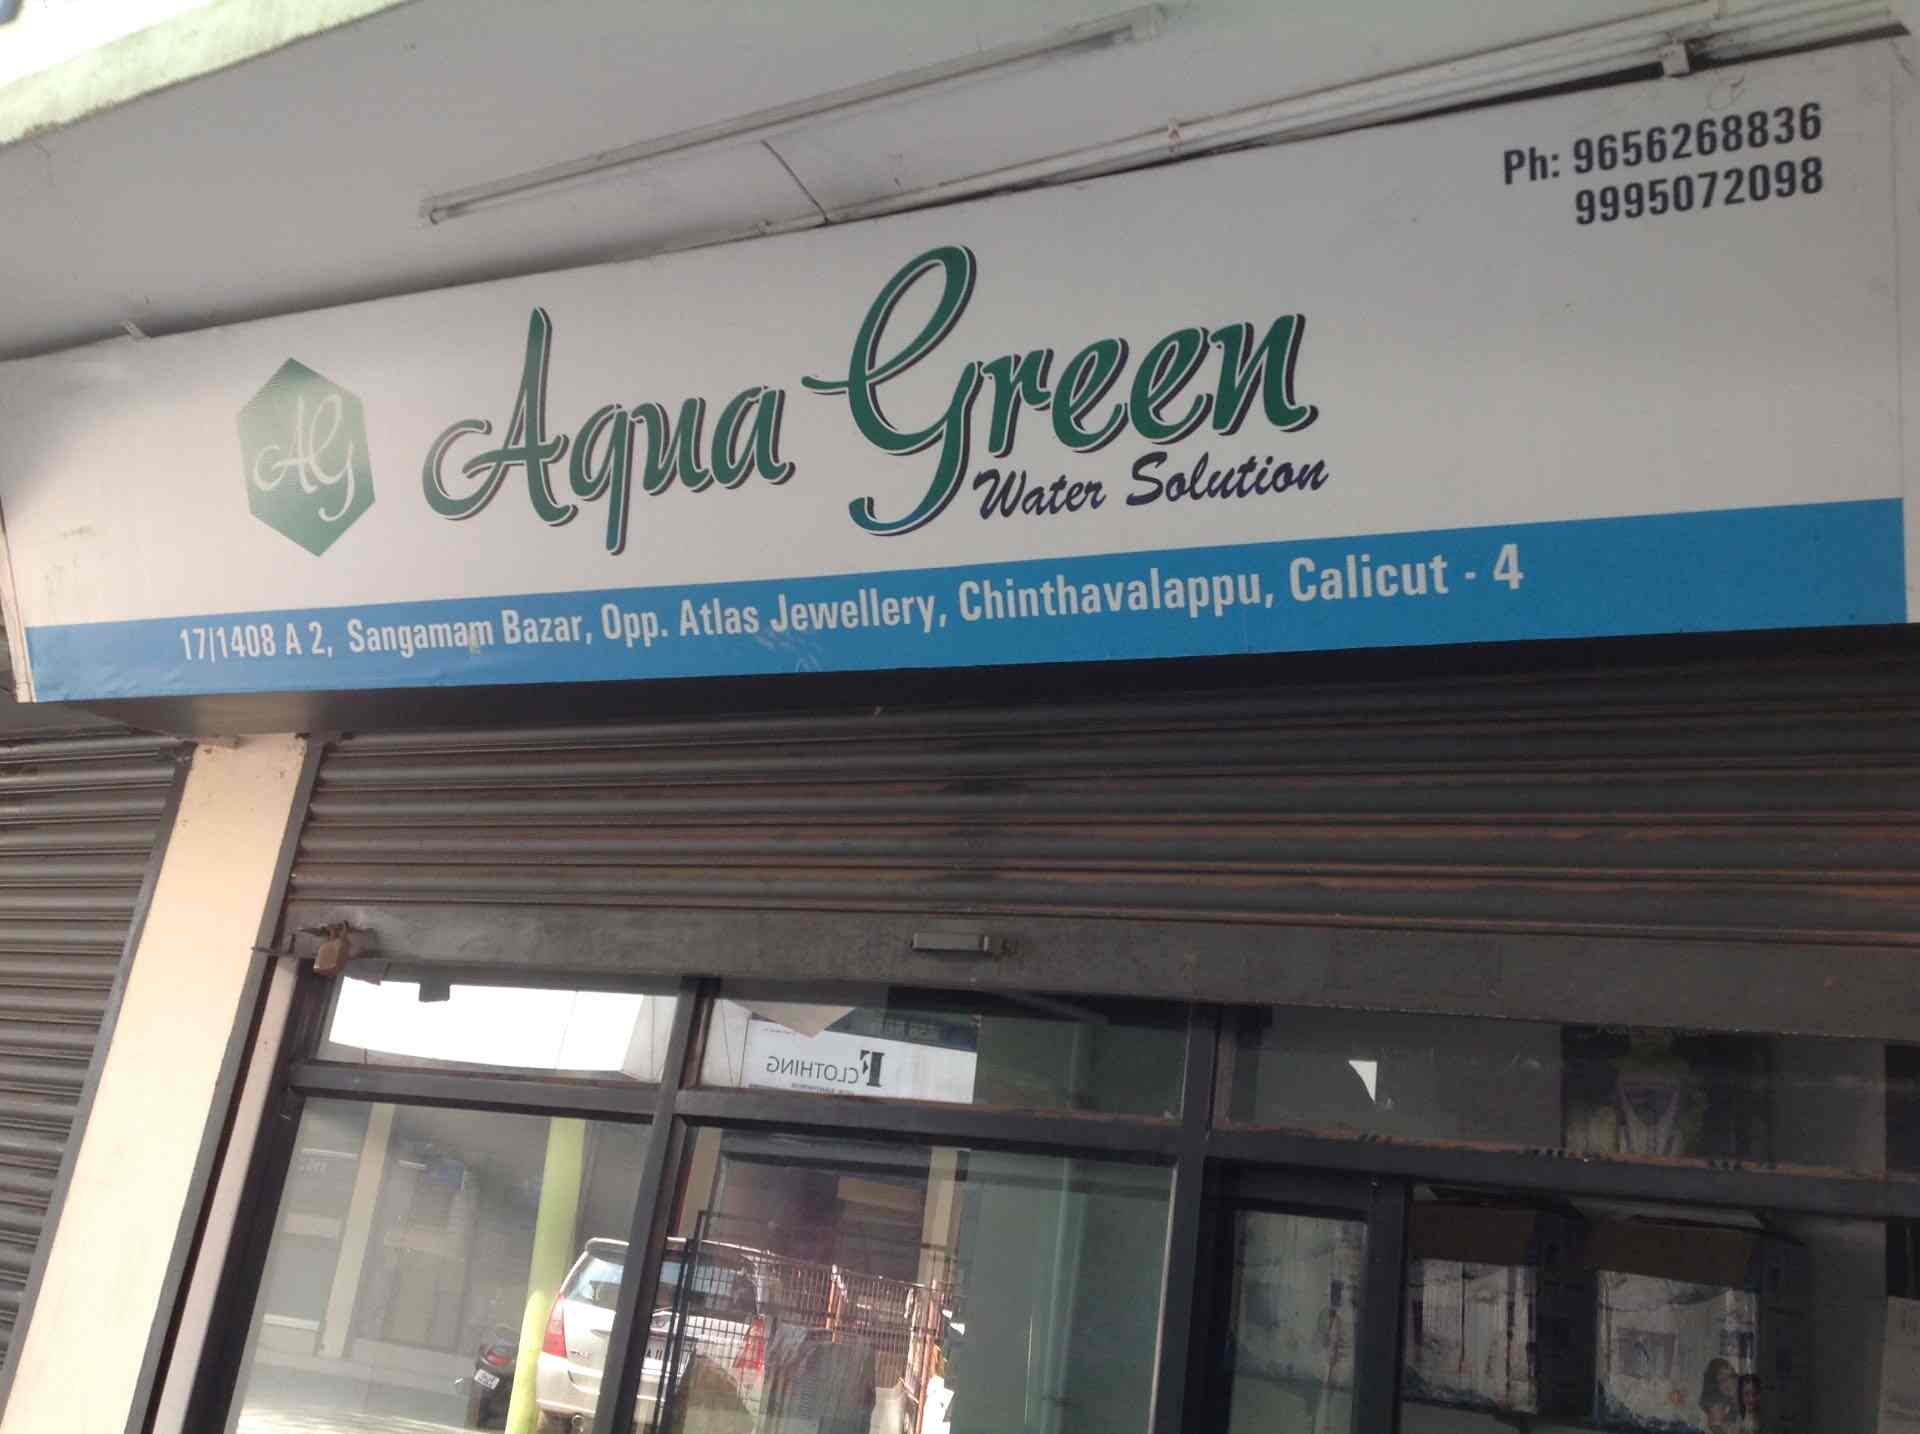 Ph: 9656268836
9995072098
AG
Aqua Green
Water Solution
17/1408 A 2, Sangamam Bazar, Opp. Atlas Jewellery, Chinthavalappu, Calicut - 4
E CLOTHING